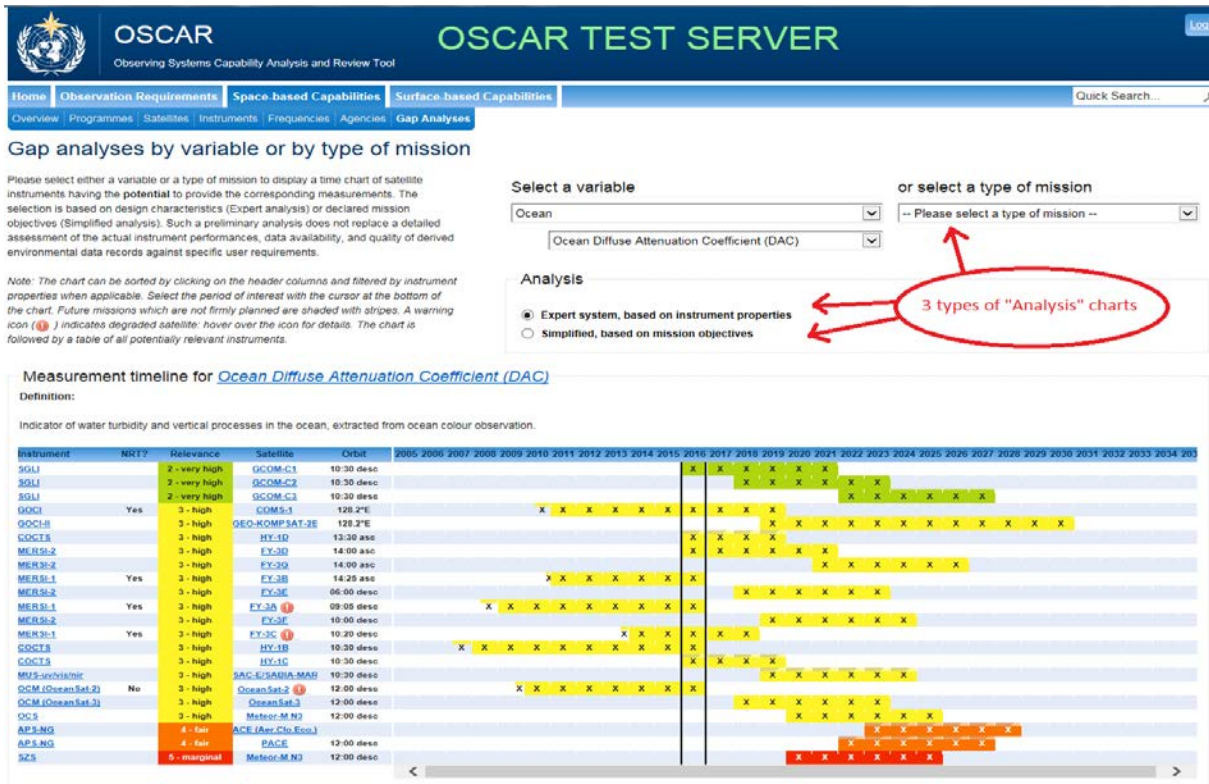 OSCAR
Observing Systems Capability Analysis and Review Tool
OSCAR TEST SERVER
Home Observation Requirements Space-based Capabilities Surface-based Capabilities
Quick Search...
Overview Programmes Satellites Instruments Frequencies Agencies Gap Analyses
Gap analyses by variable or by type of mission
Please select either a variable or a type of mission to display a time chart of satellite
instruments having the potential to provide the corresponding measurements. The
selection is based on design characteristics (Expert analysis) or declared mission
objectives (Simplified analysis). Such a preliminary analysis does not replace a detailed
assessment of the actual instrument performances, data availability, and quality of derived
environmental data records against specific user requirements.
Note: The chart can be sorted by clicking on the header columns and filtered by instrument
properties when applicable. Select the period of interest with the cursor at the bottom of
the chart. Future missions which are not firmly planned are shaded with stripes. A warning
icon ( ) indicates degraded satellite: hover over the icon for details. The chart is
followed by a table of all potentially relevant instruments.
Select a variable
Ocean
Ocean Diffuse Attenuation Coefficient (DAC)
or select a type of mission
-- Please select a type of mission --
Analysis
Expert system, based on instrument properties
Simplified, based on mission objectives
3 types of "Analysis" charts
Measurement timeline for Ocean Diffuse Attenuation Coefficient (DAC)
Definition:
Indicator of water turbidity and vertical processes in the ocean, extracted from ocean colour observation.
Instrument NRT? Relevance Satellite Orbit 2005 2006 2007 2008 2009 2010 2011 2012 2013 2014 2015 2016 2017 2018 2019 2020 2021 2022 2023 2024 2025 2026 2027 2028 2029 2030 2031 2032 2033 2034 203
SGLI 2 - very high GCOM-C1 10:30 desc X X X X X X
SGLI 2 - very high GCOM-C2 10:30 desc X X X X X X
SGLI 2 - very high GCOM-C3 10:30 desc X X X X X X
GOCI Yes 3 - high COMS-1 128.2°E X X X X X X X X X X
GOCI-II 3 - high GEO-KOMPSAT-2B 128.2°E X X X X X X X X X X X X
COCTS 3 - high HY-1D 13:30 asc X X X X
MERSI-2 3 - high FY-3D 14:00 asc X X X X X X
MERSI-2 3 - high FY-3G 14:00 asc X X X X X X
MERSI-1 Yes 3 - high FY-3B 14:25 asc X X X X X X X
MERSI-2 3 - high FY-3E 06:00 desc X X X X X X
MERSI-1 Yes 3 - high FY-3A 09:05 desc X X X X X X X X X
MERSI-2 3 - high FY-3F 10:00 desc X X X X X X
MERSI-1 Yes 3 - high FY-3C 10:20 desc X X X X X X
COCTS 3 - high HY-1B 10:30 desc X X X X X X X X X X
COCTS 3 - high HY-1C 10:30 desc X X X X
MUS-uv/vis/nir 3 - high SAC-E/SABIA-MAR 10:30 desc X X X X X X
OCM (OceanSat-2) No 3 - high OceanSat-2 12:00 desc X X X X X X X X
OCM (OceanSat-3) 3 - high OceanSat-3 12:00 desc X X X X X X
OCS 3 - high Meteor-M N3 12:00 desc X X X X X X
APS-NG 4 - fair ACE (Aer.Clo.Eco.) X X X X X X
APS-NG 4 - fair PACE 12:00 desc X X X X X X
SZS 5 - marginal Meteor-M N3 12:00 desc X X X X X X